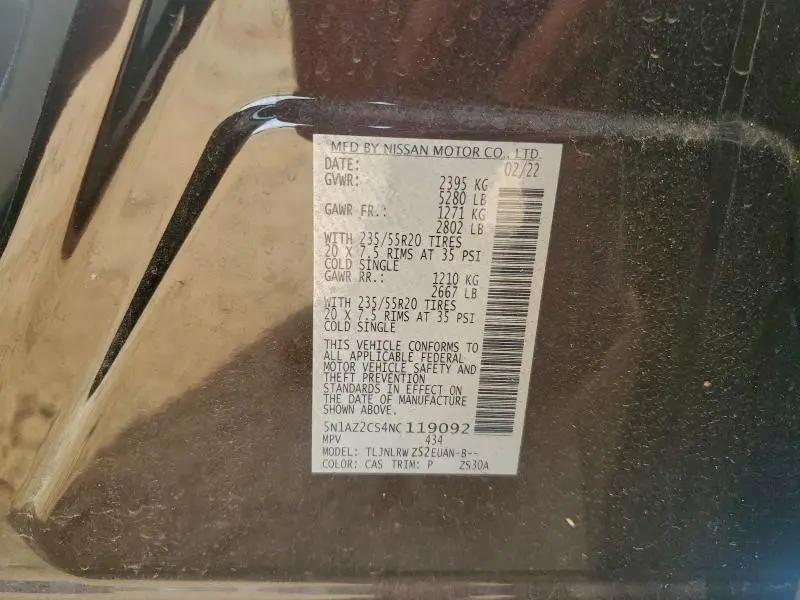 MFD BY NISSAN MOTOR CO., LTD.
DATE: 02/22
GVWR: 2395 KG
5280 LB
GAWR FR.: 1271 KG
2802 LB
WITH 235/55R20 TIRES
20 X 7.5 RIMS AT 35 PSI
COLD SINGLE
GAWR RR.: 1210 KG
2667 LB
WITH 235/55R20 TIRES
20 X 7.5 RIMS AT 35 PSI
COLD SINGLE
THIS VEHICLE CONFORMS TO
ALL APPLICABLE FEDERAL
MOTOR VEHICLE SAFETY AND
THEFT PREVENTION
STANDARDS IN EFFECT ON
THE DATE OF MANUFACTURE
SHOWN ABOVE.
5N1AZ2CS4NC119092
MPV 434
MODEL: TLJNLRWZS2EUAN-B--
COLOR: CAS TRIM: P ZS30A